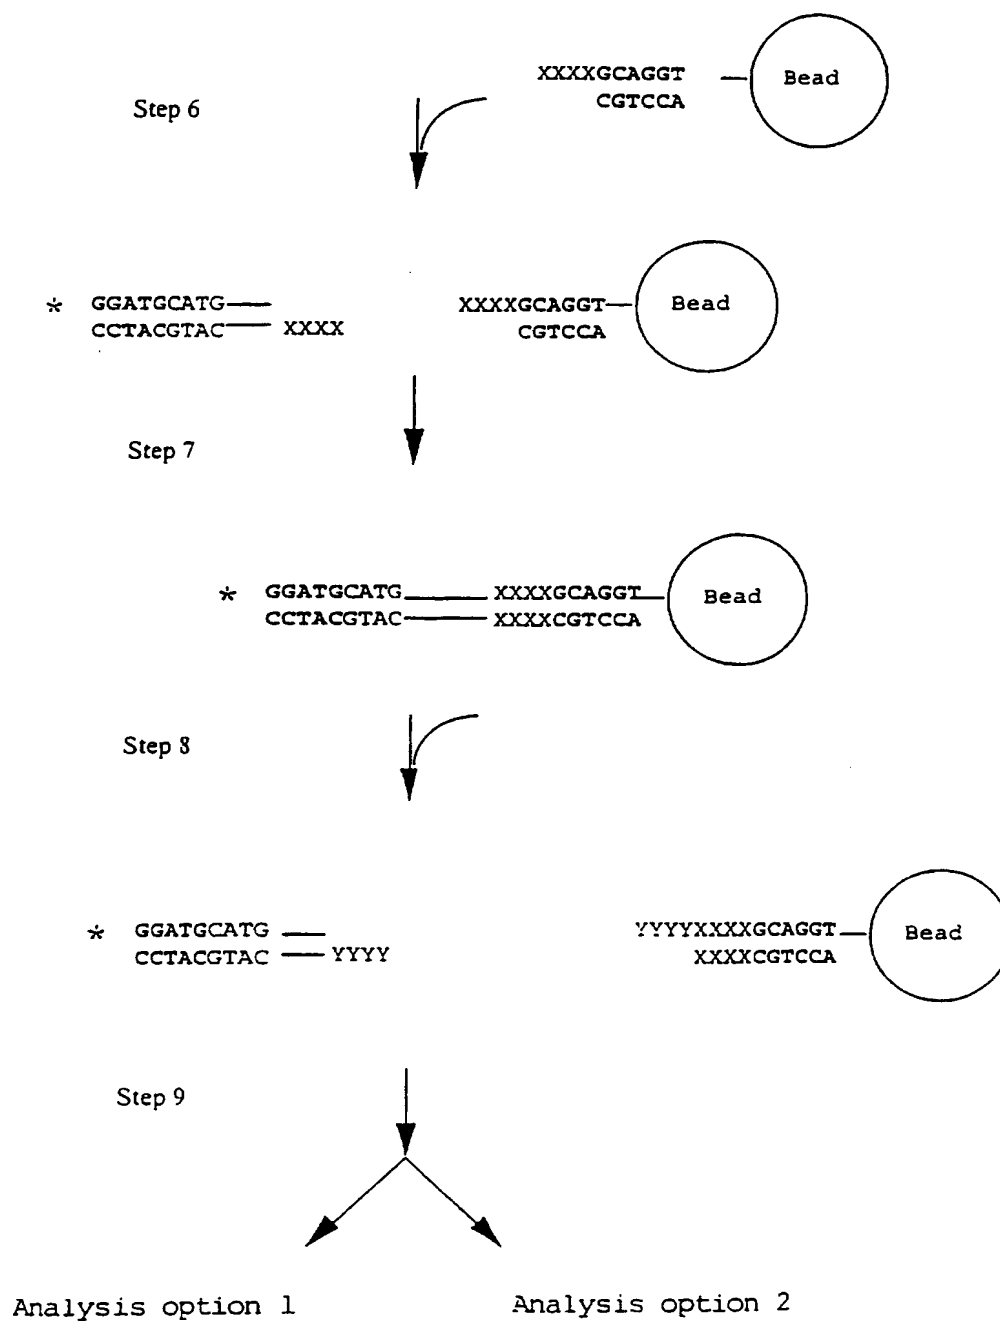 XXXXGCAGGT Bead
CGTCCA
Step 6
* GGATGCATG XXXXGCAGGT Bead
CCTACGTAC XXXX CGTCCA
Step 7
* GGATGCATG XXXXGCAGGT Bead
CCTACGTAC XXXXCGTCCA
Step 8
* GGATGCATG YYYYXXXXGCAGGT Bead
CCTACGTAC YYYY XXXXCGTCCA
Step 9
Analysis option 1 Analysis option 2